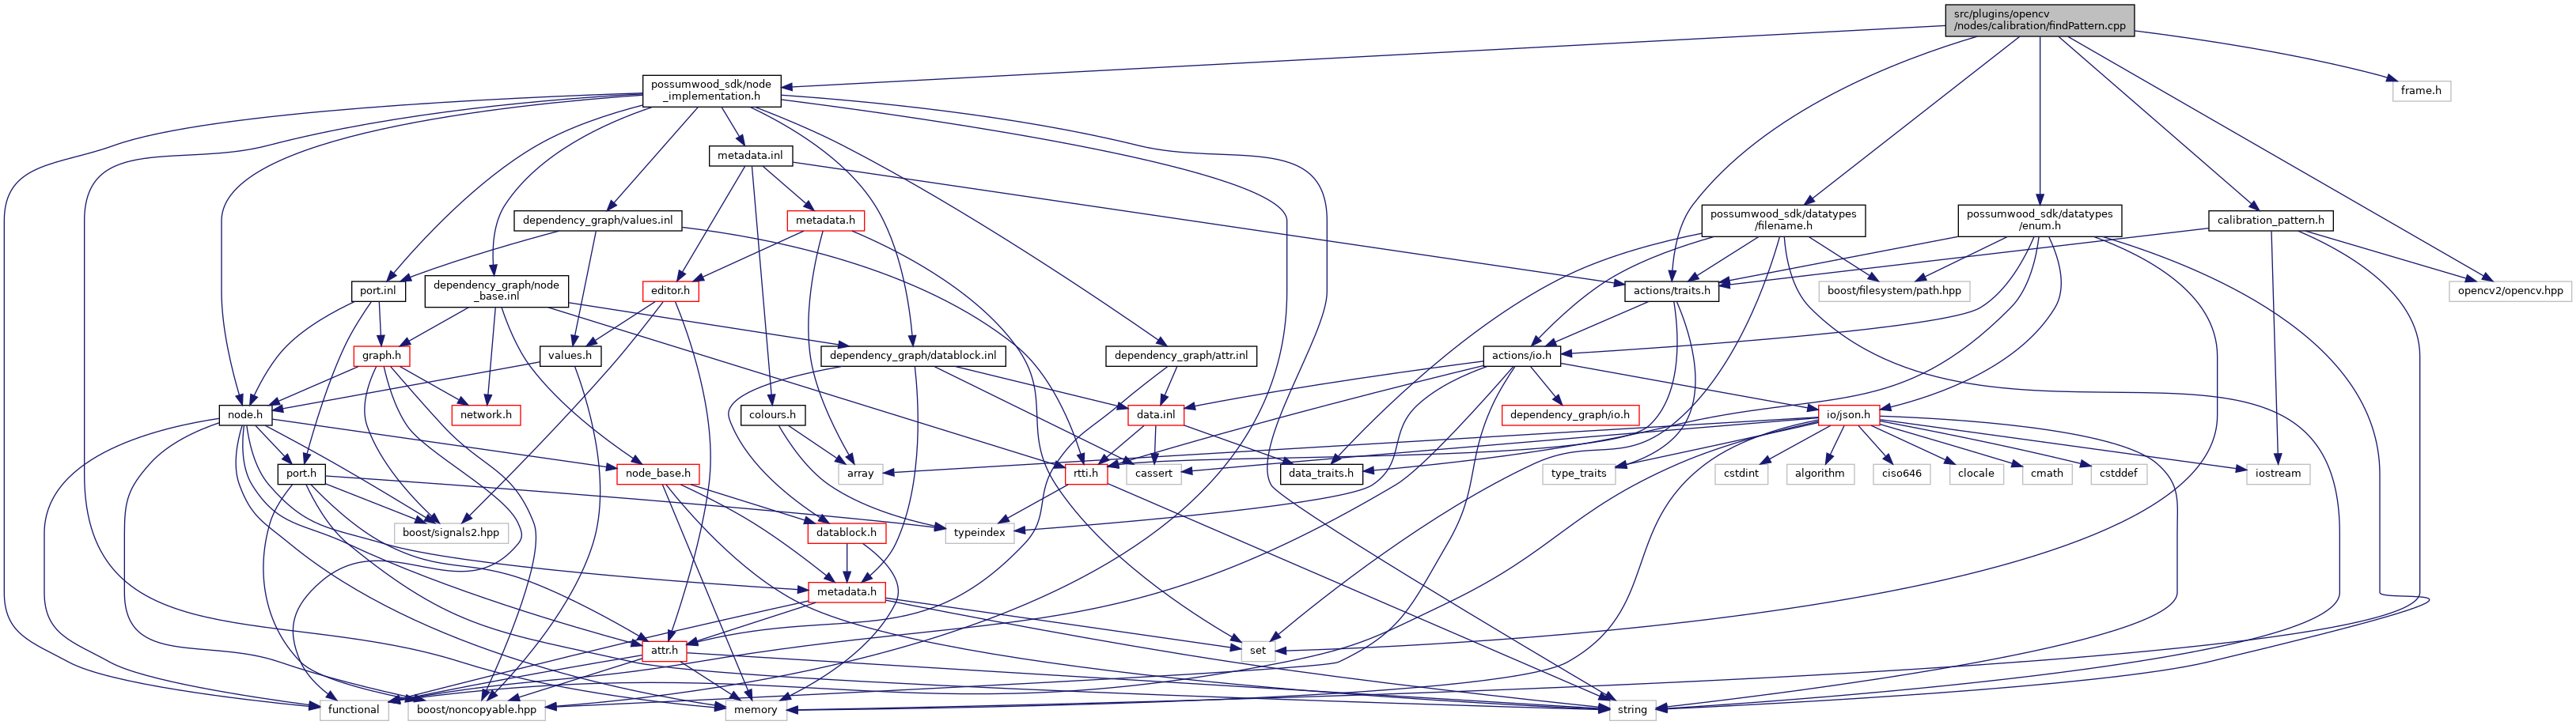 src/plugins/opencv
/nodes/calibration/findPattern.cpp
possumwood_sdk/node
_implementation.h
frame.h
metadata.inl
dependency_graph/values.inl
metadata.h
possumwood_sdk/datatypes
/filename.h
possumwood_sdk/datatypes
/enum.h
calibration_pattern.h
port.inl
dependency_graph/node
_base.inl
editor.h
actions/traits.h
boost/filesystem/path.hpp
opencv2/opencv.hpp
graph.h
values.h
dependency_graph/datablock.inl
dependency_graph/attr.inl
actions/io.h
node.h
network.h
colours.h
data.inl
dependency_graph/io.h
io/json.h
port.h
node_base.h
array
rtti.h
cassert
data_traits.h
type_traits
cstdint
algorithm
ciso646
clocale
cmath
cstddef
iostream
boost/signals2.hpp
datablock.h
typeindex
metadata.h
attr.h
set
functional
boost/noncopyable.hpp
memory
string